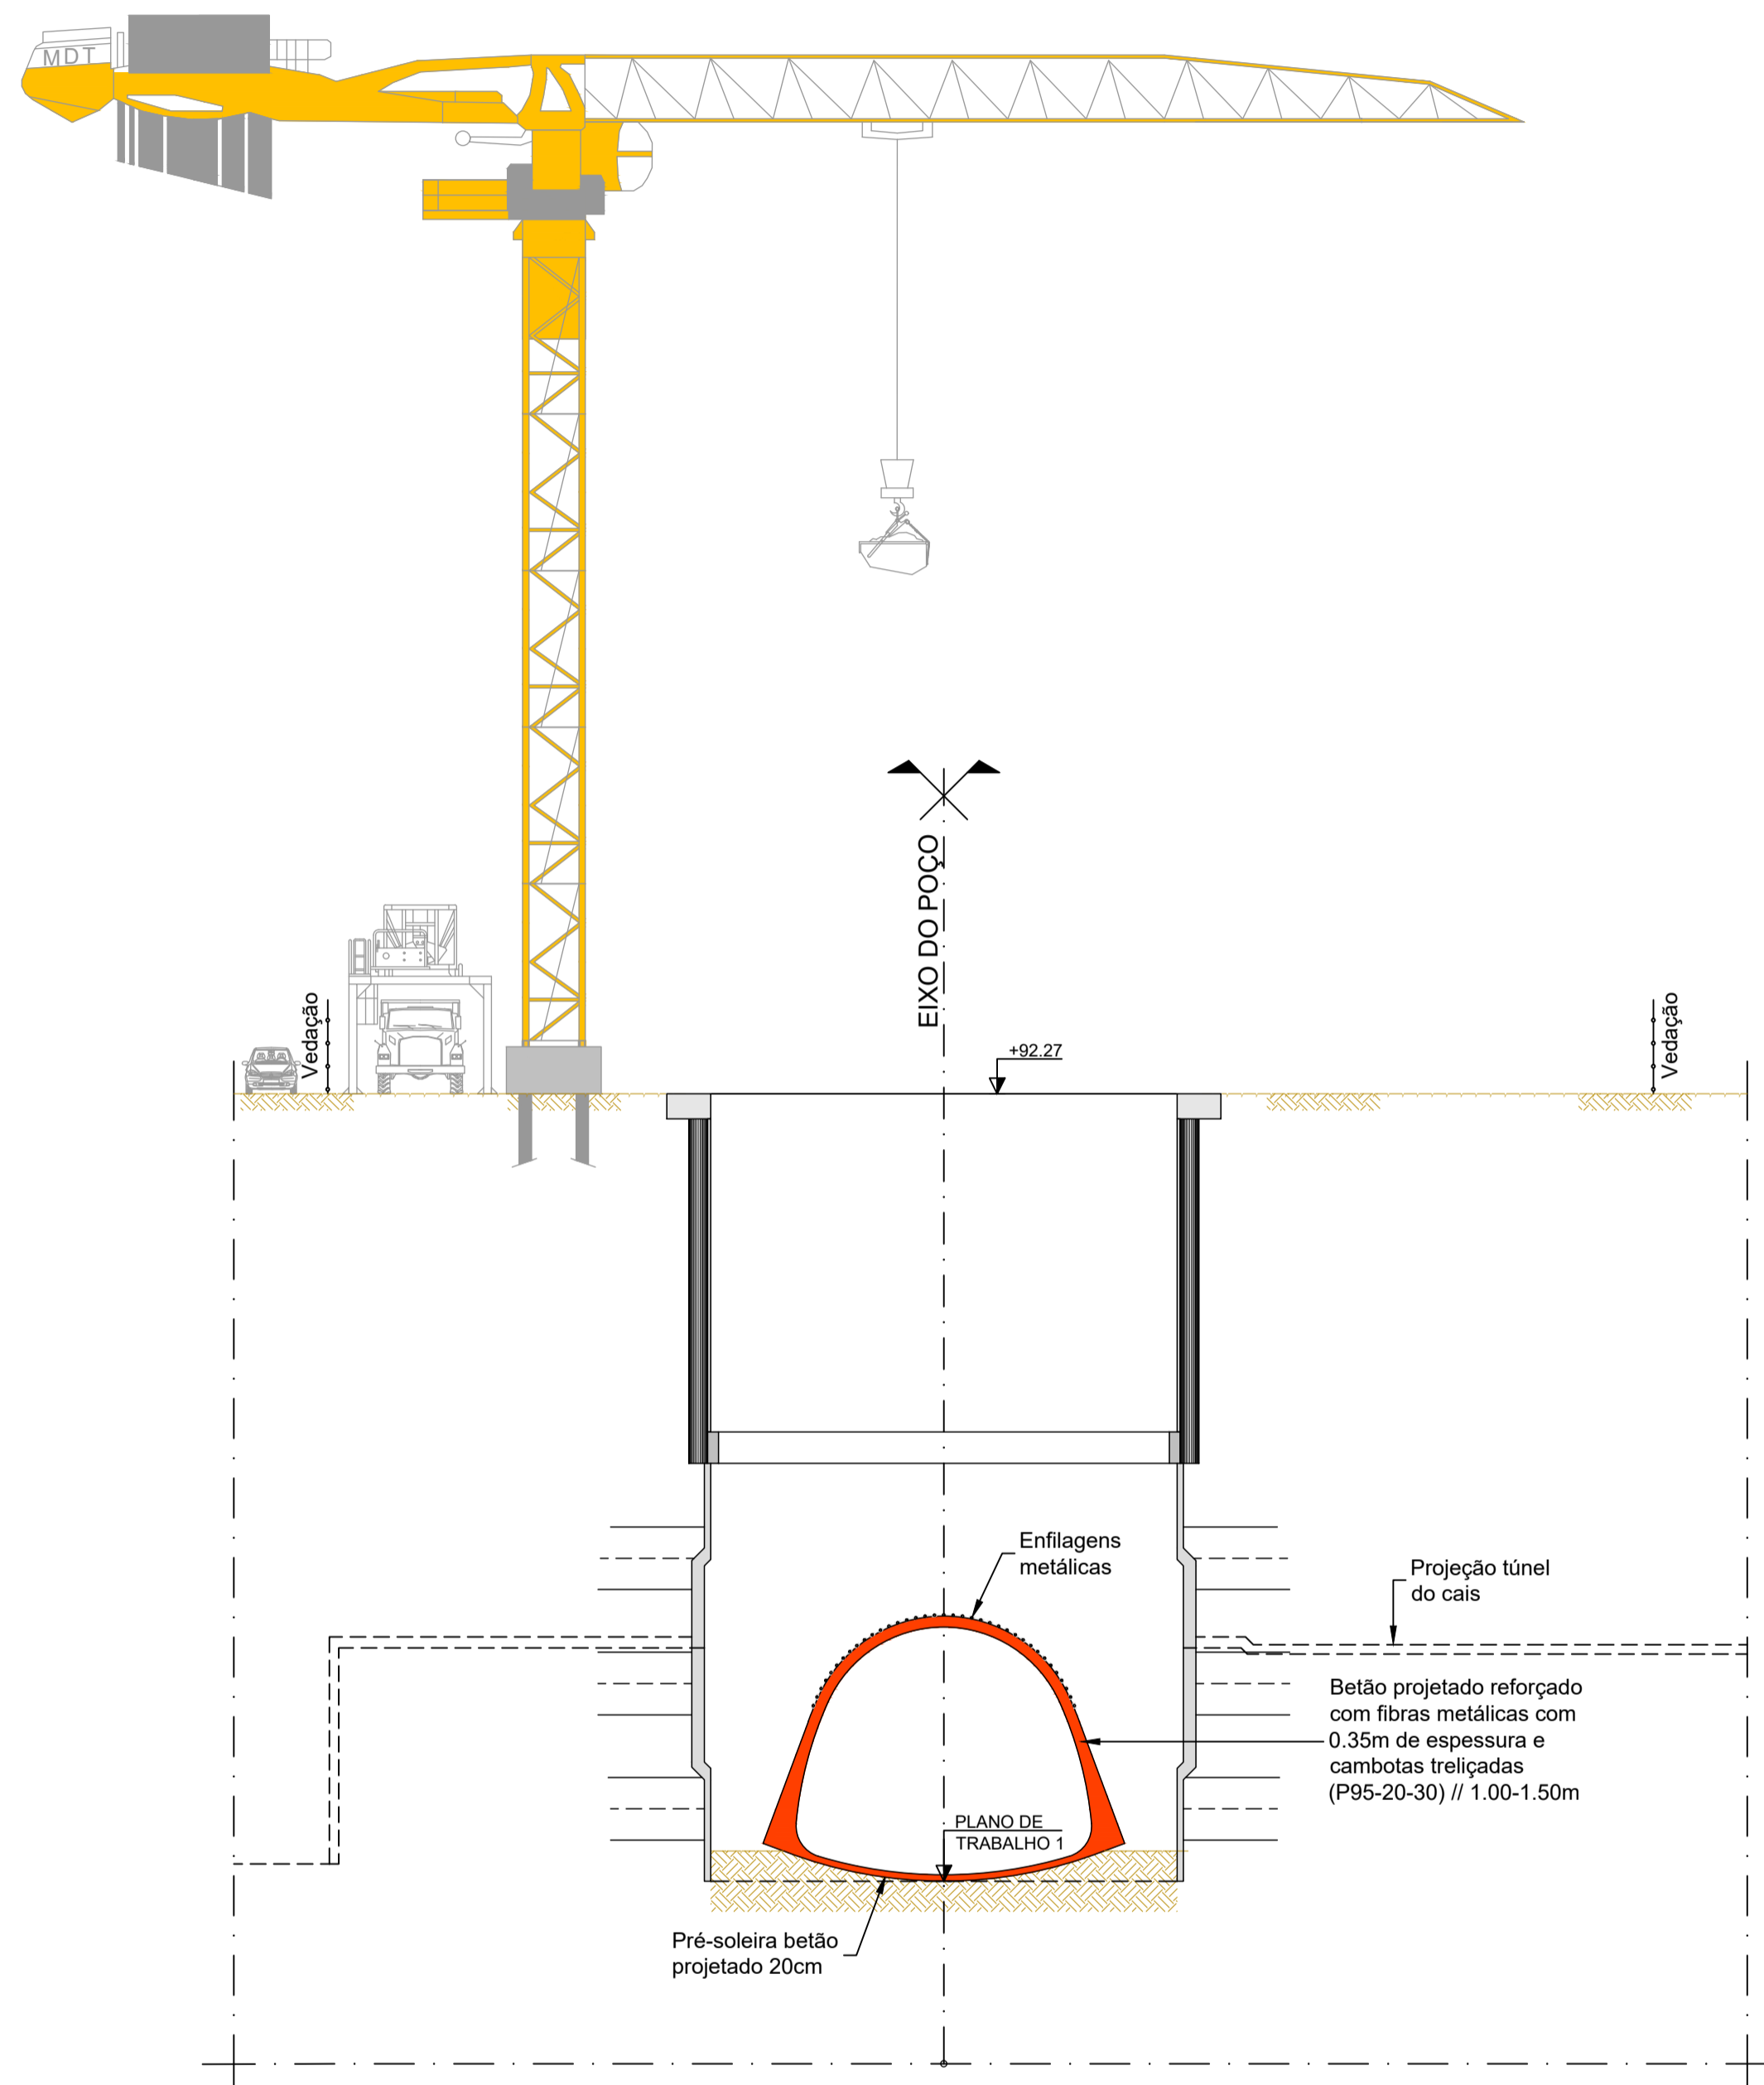 MDT
EIXO DO POÇO
Vedação
Vedação
+92.27
Enfilagens
metálicas
Projeção túnel
do cais
Betão projetado reforçado
com fibras metálicas com
0.35m de espessura e
cambotas treliçadas
(P95-20-30) // 1.00-1.50m
PLANO DE
TRABALHO 1
Pré-soleira betão
projetado 20cm